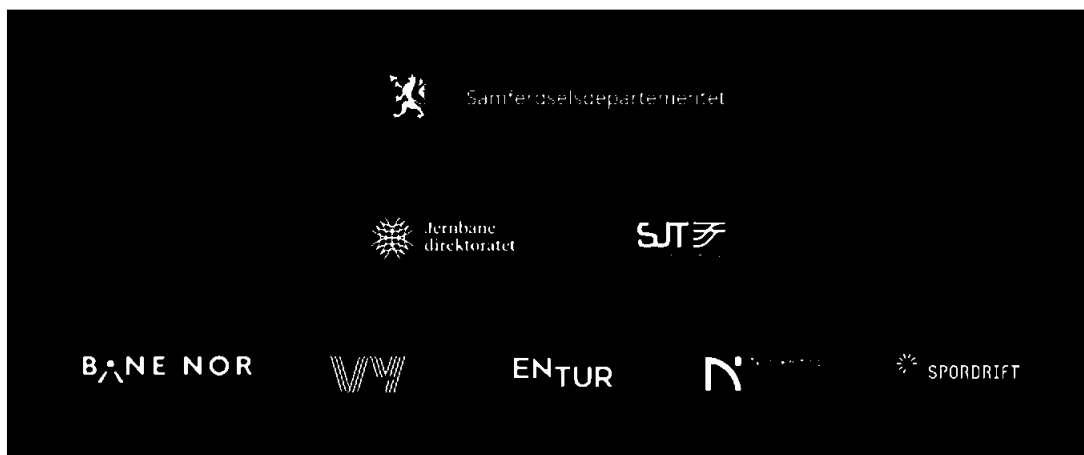 Samferdselsdepartementet
Jernbane
direktoratet
SJT
BANE NOR
VY
ENTUR
SPORDRIFT